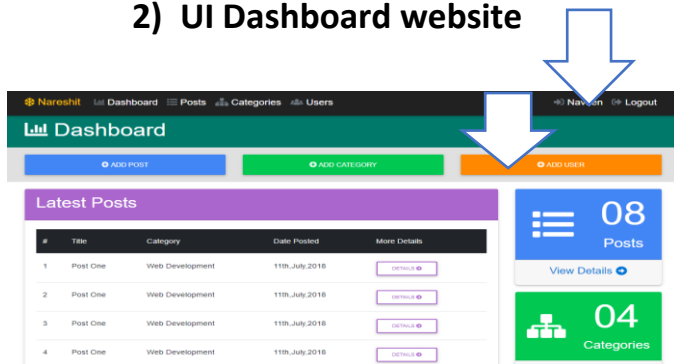 2) UI Dashboard website
Nareshit Dashboard Posts Categories Users Logout
Dashboard
ADD POST ADD CATEGORY ADD USER
Latest Posts
# Title Category Date Posted More Details
1 Post One Web Development 11th,July,2018 DETAILS
2 Post One Web Development 11th,July,2018 DETAILS
3 Post One Web Development 11th,July,2018 DETAILS
4 Post One Web Development 11th,July,2018 DETAILS
08
Posts
View Details
04
Categories